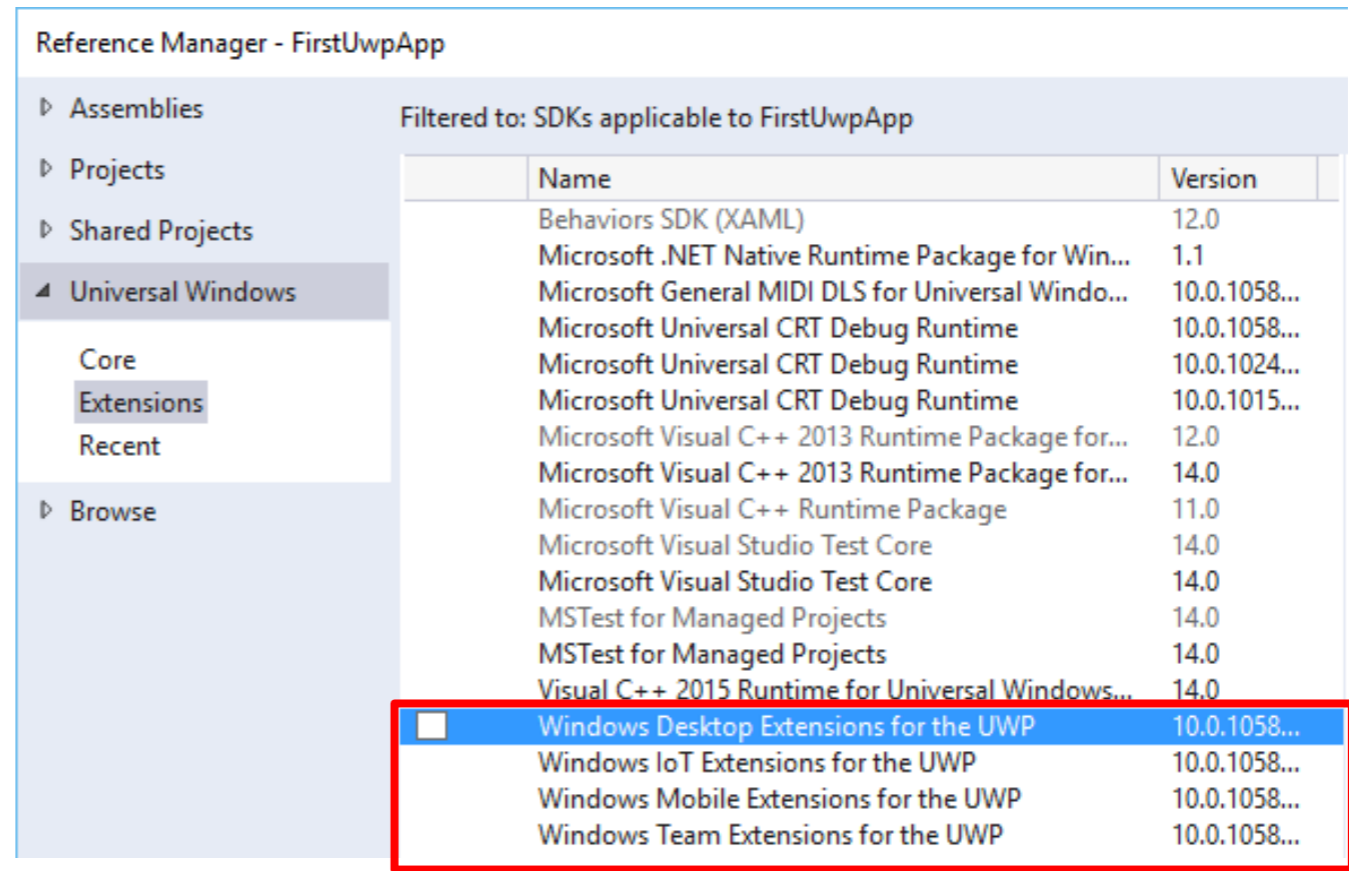 Reference Manager - FirstUwpApp
Assemblies
Projects
Shared Projects
Universal Windows
Core
Extensions
Recent
Browse
Filtered to: SDKs applicable to FirstUwpApp
Name Version
Behaviors SDK (XAML) 12.0
Microsoft .NET Native Runtime Package for Win... 1.1
Microsoft General MIDI DLS for Universal Windo... 10.0.1058...
Microsoft Universal CRT Debug Runtime 10.0.1058...
Microsoft Universal CRT Debug Runtime 10.0.1024...
Microsoft Universal CRT Debug Runtime 10.0.1015...
Microsoft Visual C++ 2013 Runtime Package for... 12.0
Microsoft Visual C++ 2013 Runtime Package for... 14.0
Microsoft Visual C++ Runtime Package 11.0
Microsoft Visual Studio Test Core 14.0
Microsoft Visual Studio Test Core 14.0
MSTest for Managed Projects 14.0
MSTest for Managed Projects 14.0
Visual C++ 2015 Runtime for Universal Windows... 14.0
Windows Desktop Extensions for the UWP 10.0.1058...
Windows IoT Extensions for the UWP 10.0.1058...
Windows Mobile Extensions for the UWP 10.0.1058...
Windows Team Extensions for the UWP 10.0.1058...